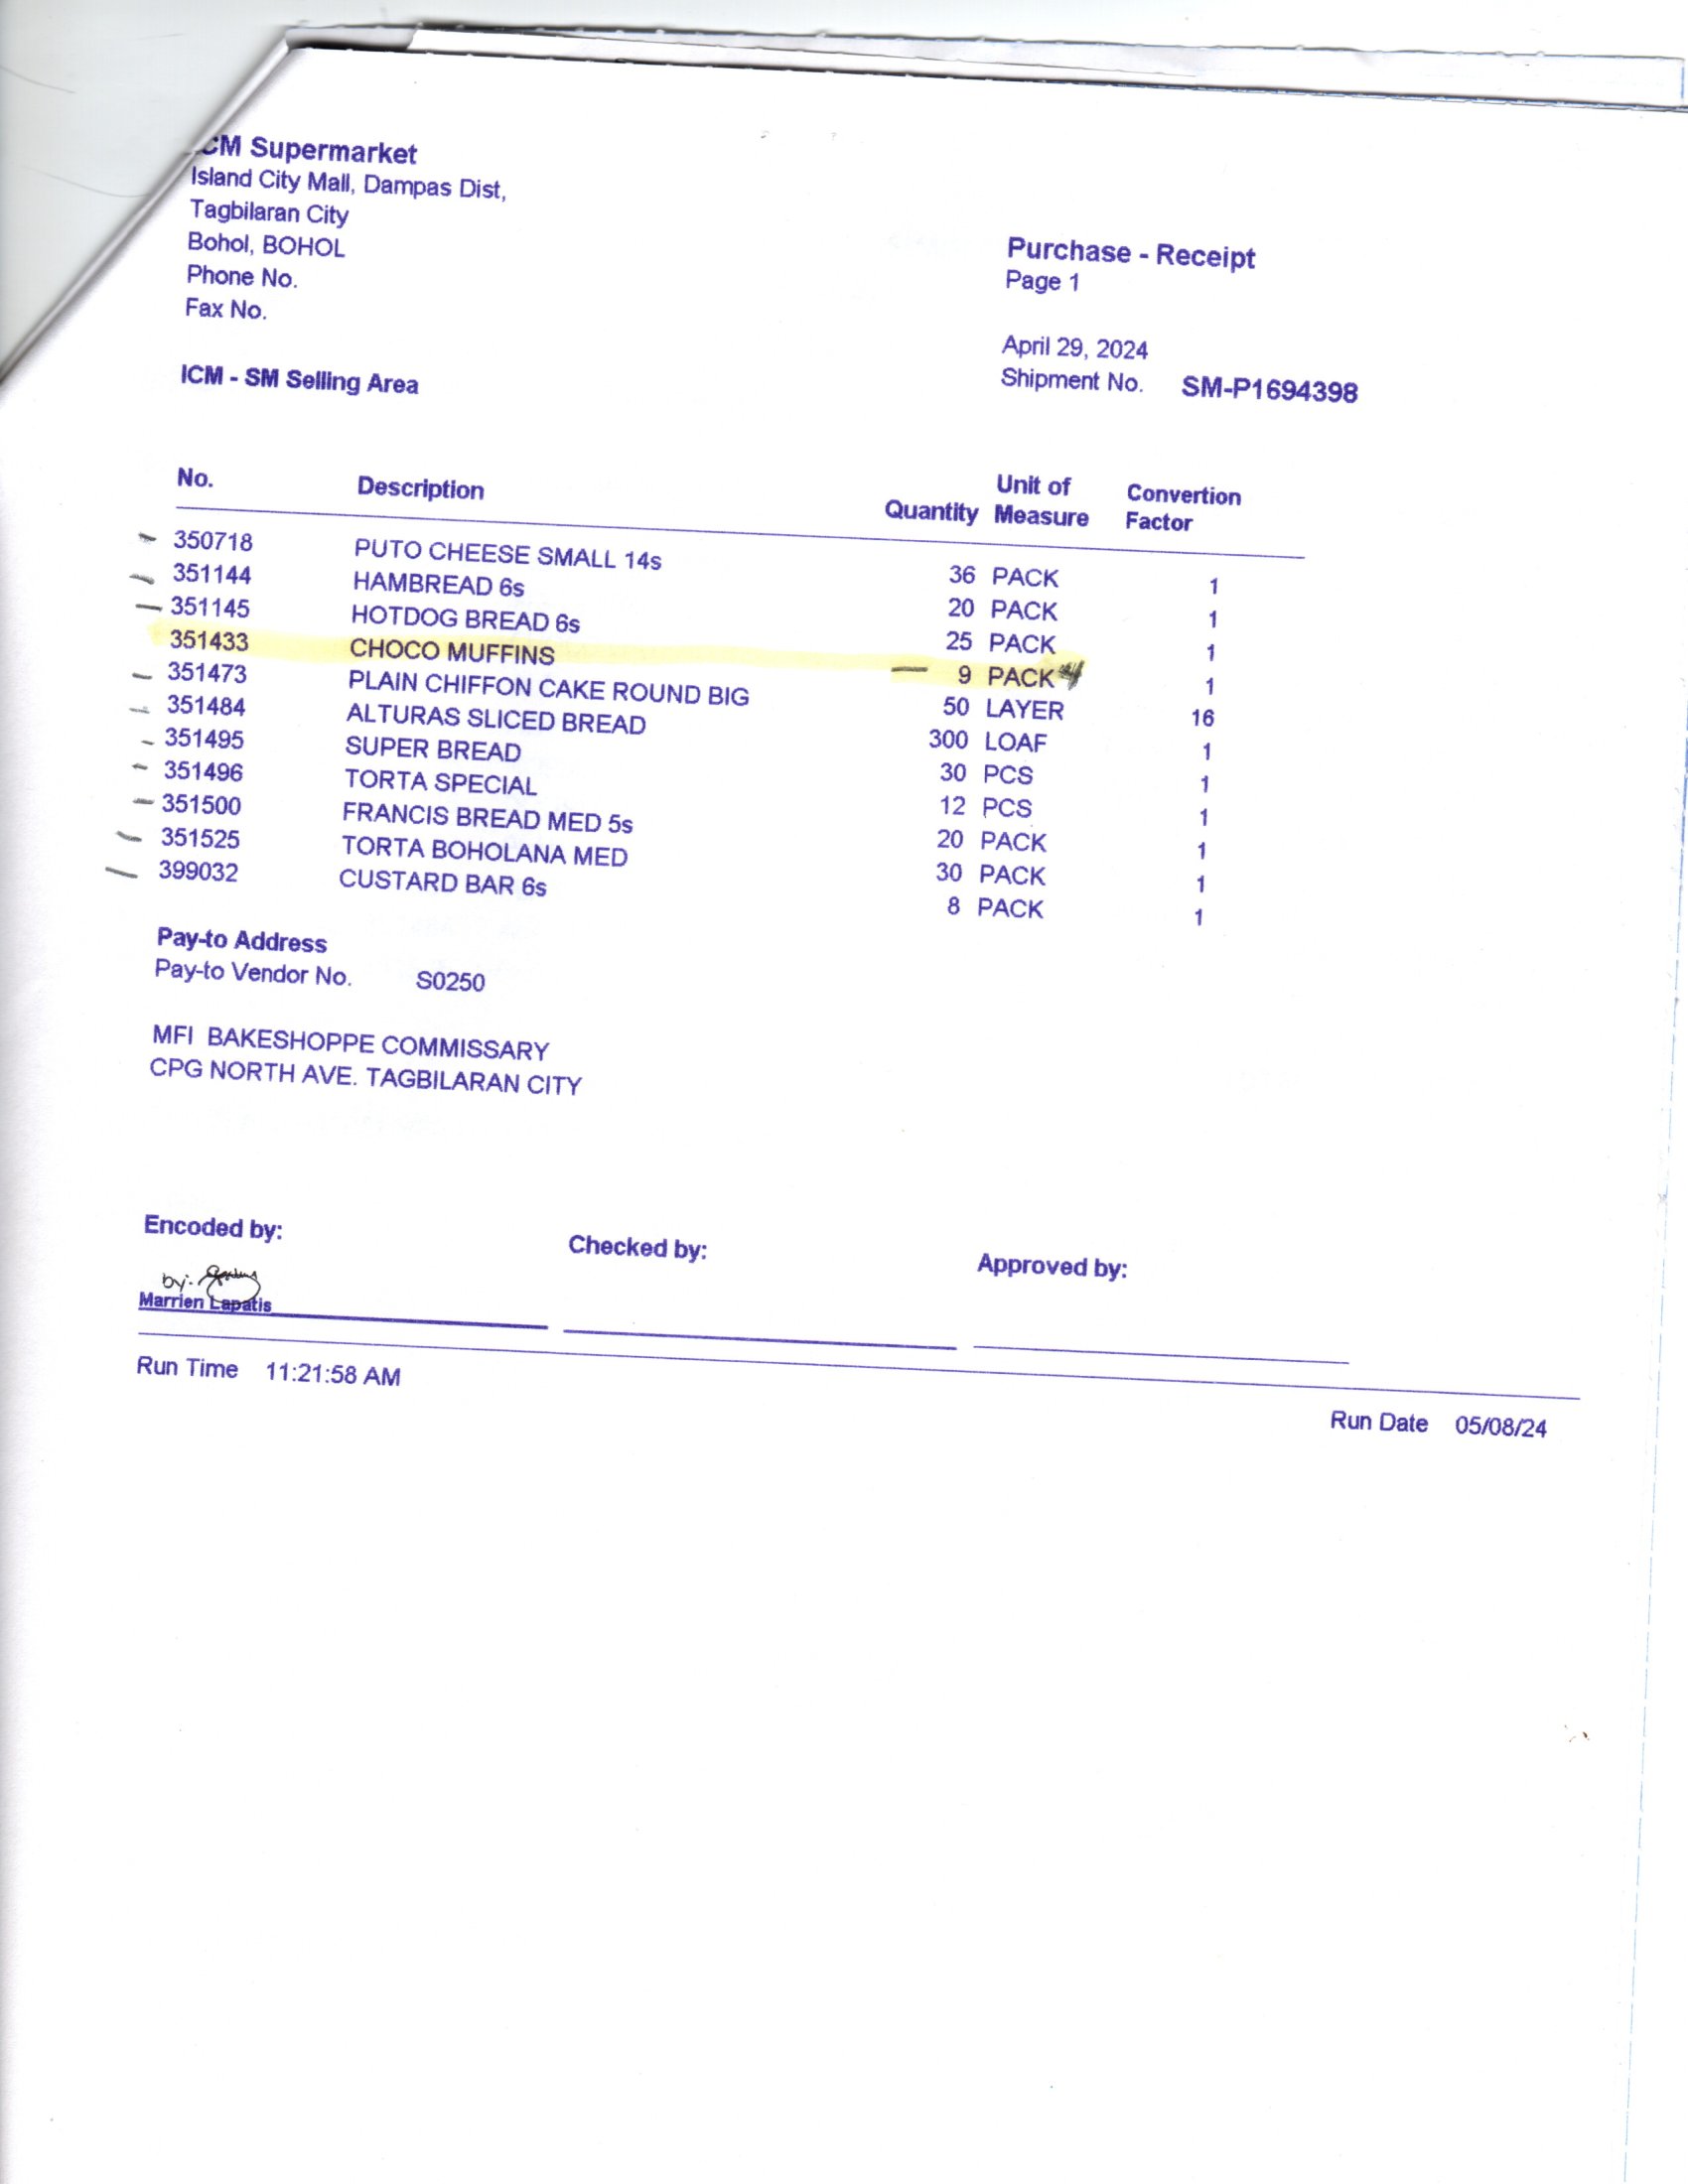 CM Supermarket
Island City Mall, Dampas Dist,
Tagbilaran City
Bohol, BOHOL
Phone No.
Fax No.
Purchase - Receipt
Page 1
April 29, 2024
Shipment No. SM-P1694398
ICM - SM Selling Area
No. Description Quantity Unit of Measure Convertion Factor
350718 PUTO CHEESE SMALL 14s 36 PACK 1
351144 HAMBREAD 6s 20 PACK 1
351145 HOTDOG BREAD 6s 25 PACK 1
351433 CHOCO MUFFINS 9 PACK 1
351473 PLAIN CHIFFON CAKE ROUND BIG 50 LAYER 16
351484 ALTURAS SLICED BREAD 300 LOAF 1
351495 SUPER BREAD 30 PCS 1
351496 TORTA SPECIAL 12 PCS 1
351500 FRANCIS BREAD MED 5s 20 PACK 1
351525 TORTA BOHOLANA MED 30 PACK 1
399032 CUSTARD BAR 6s 8 PACK 1
Pay-to Address
Pay-to Vendor No. S0250
MFI BAKESHOPPE COMMISSARY
CPG NORTH AVE. TAGBILARAN CITY
Encoded by: Checked by: Approved by:
by:
Marrien Lapatis
Run Time 11:21:58 AM
Run Date 05/08/24